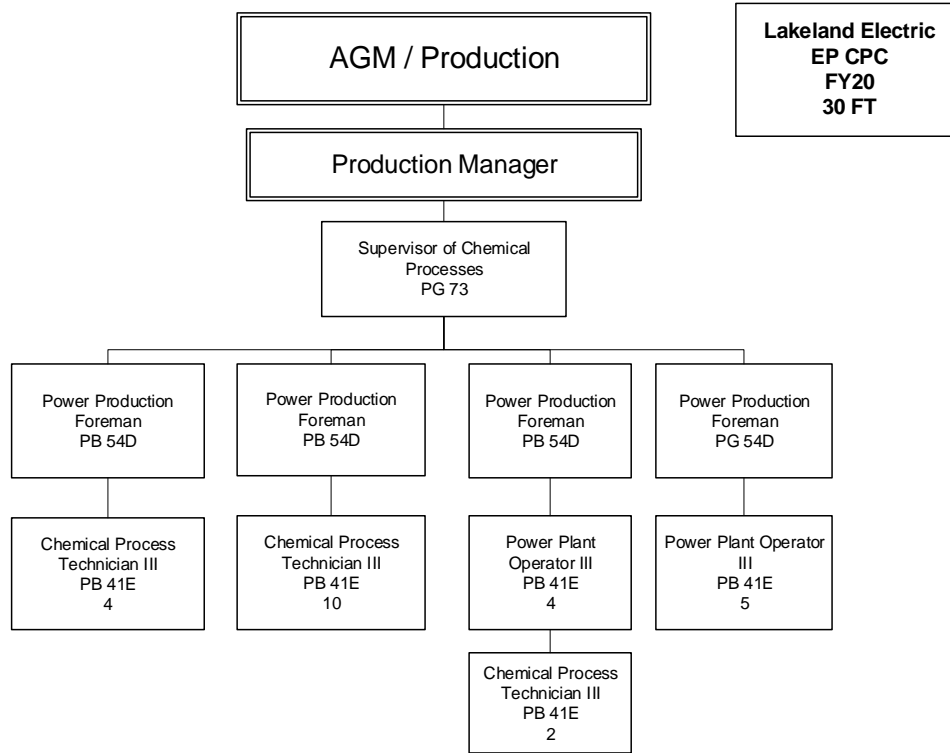 AGM / Production
Lakeland Electric
EP CPC
FY20
30 FT
Production Manager
Supervisor of Chemical
Processes
PG 73
Power Production
Foreman
PB 54D
Power Production
Foreman
PB 54D
Power Production
Foreman
PB 54D
Power Production
Foreman
PG 54D
Chemical Process
Technician III
PB 41E
4
Chemical Process
Technician III
PB 41E
10
Power Plant
Operator III
PB 41E
4
Power Plant Operator
III
PB 41E
5
Chemical Process
Technician III
PB 41E
2